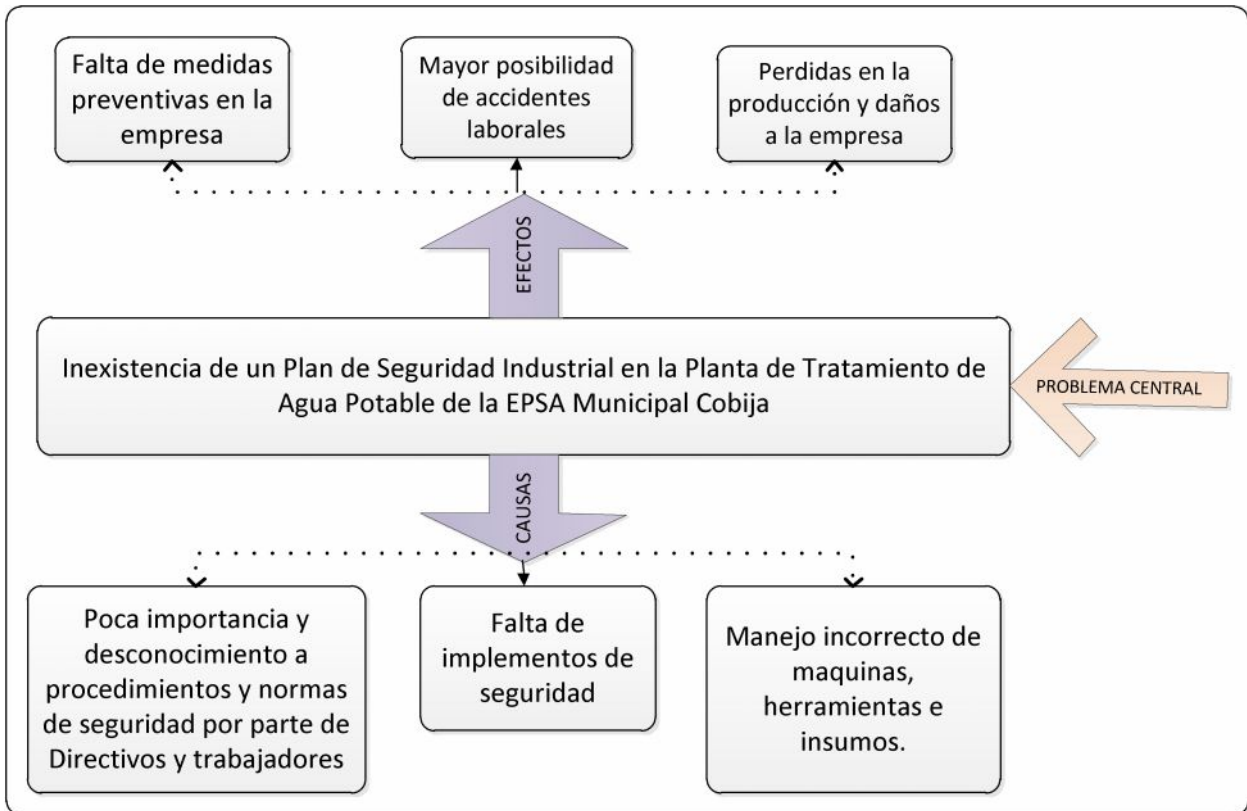 Falta de medidas
preventivas en la
empresa
Mayor posibilidad
de accidentes
laborales
Perdidas en la
producción y daños
a la empresa
EFECTOS
Inexistencia de un Plan de Seguridad Industrial en la Planta de Tratamiento de
Agua Potable de la EPSA Municipal Cobija
PROBLEMA CENTRAL
CAUSAS
Poca importancia y
desconocimiento a
procedimientos y normas
de seguridad por parte de
Directivos y trabajadores
Falta de
implementos de
seguridad
Manejo incorrecto de
maquinas,
herramientas e
insumos.